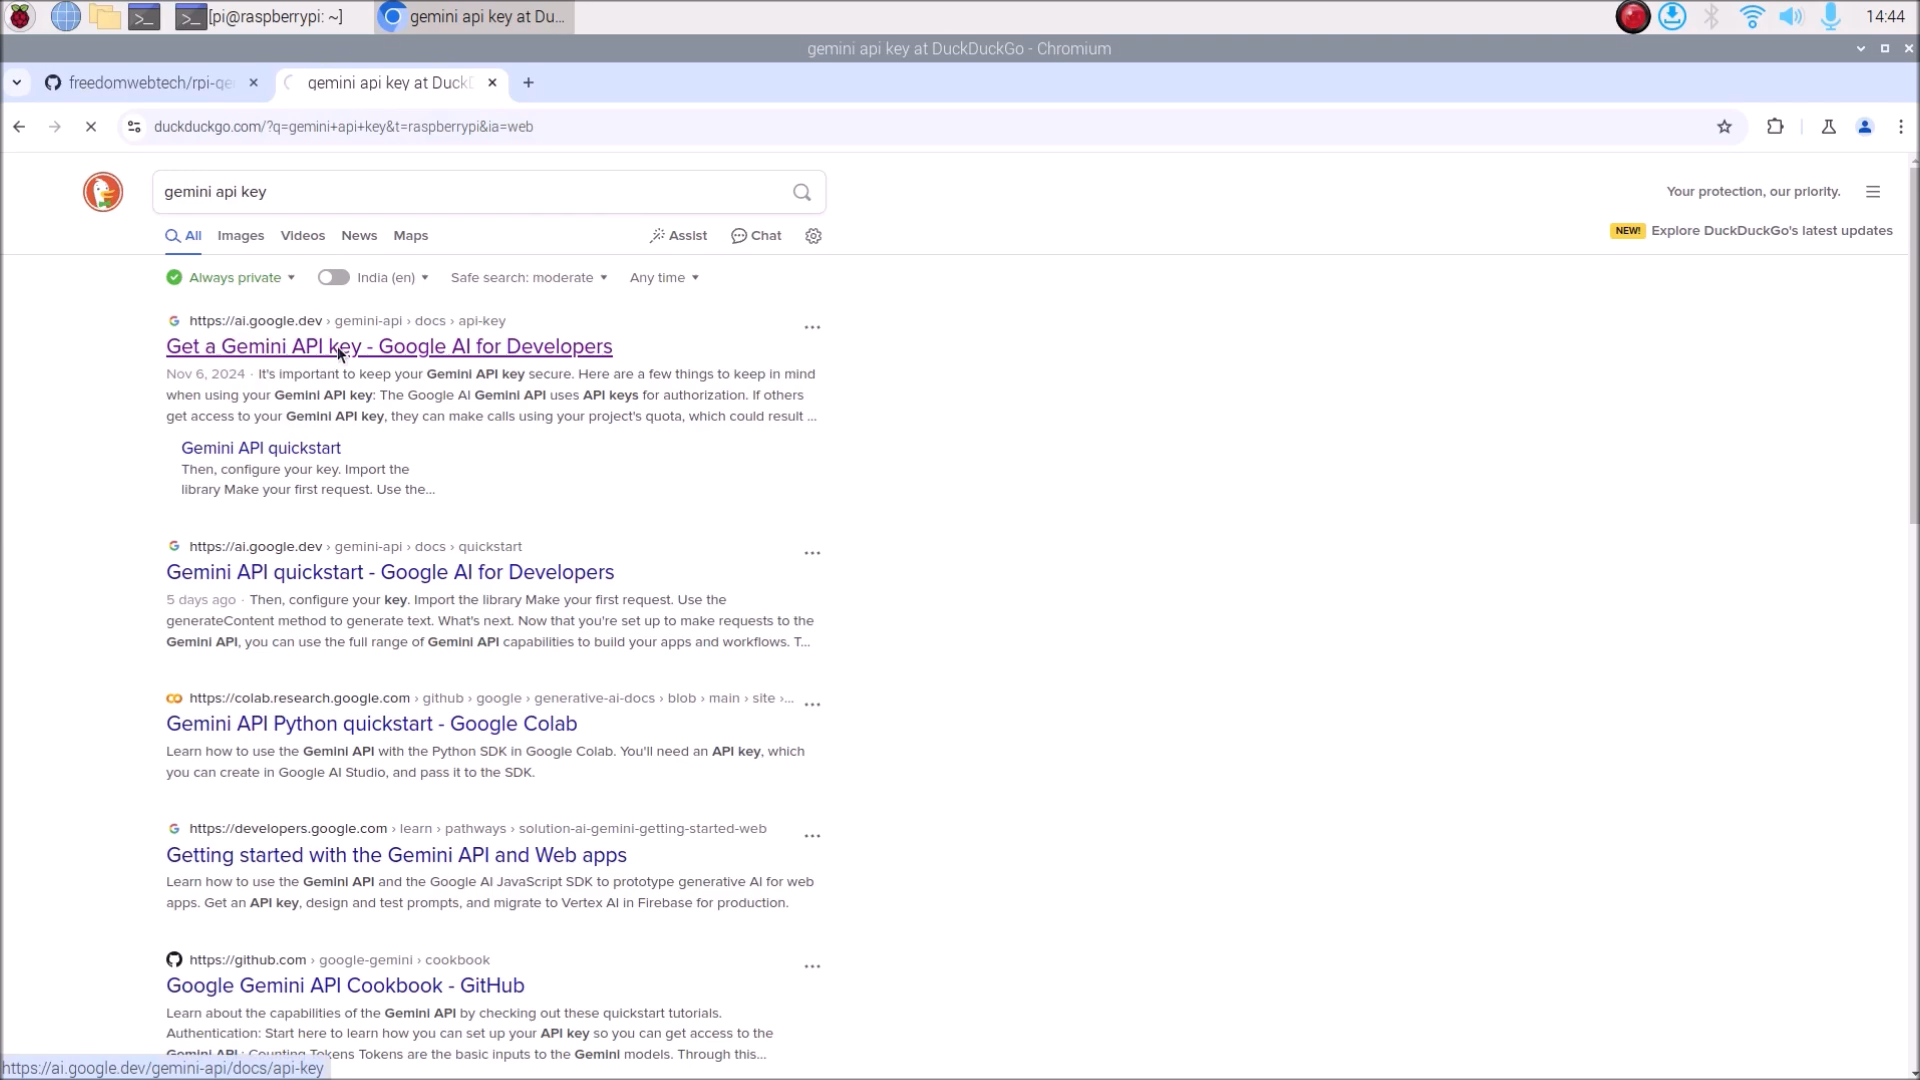 [pi@raspberrypi: ~]
gemini api key at Du...
14:44
gemini api key at DuckDuckGo - Chromium
freedomwebtech/rpi-ge
gemini api key at Duck
duckduckgo.com/?q=gemini+api+key&t=raspberrypi&ia=web
gemini api key
Your protection, our priority.
All Images Videos News Maps Assist Chat
NEW! Explore DuckDuckGo's latest updates
Always private India (en) Safe search: moderate Any time
https://ai.google.dev › gemini-api › docs › api-key
Get a Gemini API key - Google AI for Developers
Nov 6, 2024 · It's important to keep your Gemini API key secure. Here are a few things to keep in mind
when using your Gemini API key: The Google AI Gemini API uses API keys for authorization. If others
get access to your Gemini API key, they can make calls using your project's quota, which could result ...
Gemini API quickstart
Then, configure your key. Import the
library Make your first request. Use the...
https://ai.google.dev › gemini-api › docs › quickstart
Gemini API quickstart - Google AI for Developers
5 days ago · Then, configure your key. Import the library Make your first request. Use the
generateContent method to generate text. What's next. Now that you're set up to make requests to the
Gemini API, you can use the full range of Gemini API capabilities to build your apps and workflows. T...
https://colab.research.google.com › github › google › generative-ai-docs › blob › main › site ›...
Gemini API Python quickstart - Google Colab
Learn how to use the Gemini API with the Python SDK in Google Colab. You'll need an API key, which
you can create in Google AI Studio, and pass it to the SDK.
https://developers.google.com › learn › pathways › solution-ai-gemini-getting-started-web
Getting started with the Gemini API and Web apps
Learn how to use the Gemini API and the Google AI JavaScript SDK to prototype generative AI for web
apps. Get an API key, design and test prompts, and migrate to Vertex AI in Firebase for production.
https://github.com › google-gemini › cookbook
Google Gemini API Cookbook - GitHub
Learn about the capabilities of the Gemini API by checking out these quickstart tutorials.
Authentication: Start here to learn how you can set up your API key so you can get access to the
Gemini API.; Counting Tokens Tokens are the basic inputs to the Gemini models. Through this...
https://ai.google.dev/gemini-api/docs/api-key